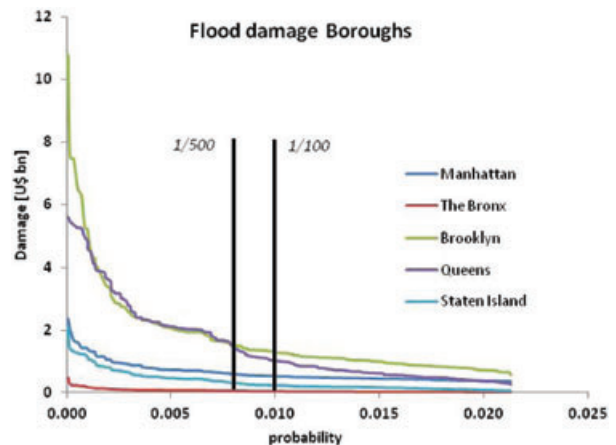 Flood damage Boroughs
12
10
8
6
4
2
0
Damage [U$ bn]
1/500
1/100
Manhattan
The Bronx
Brooklyn
Queens
Staten Island
0.000 0.005 0.010 0.015 0.020 0.025
probability